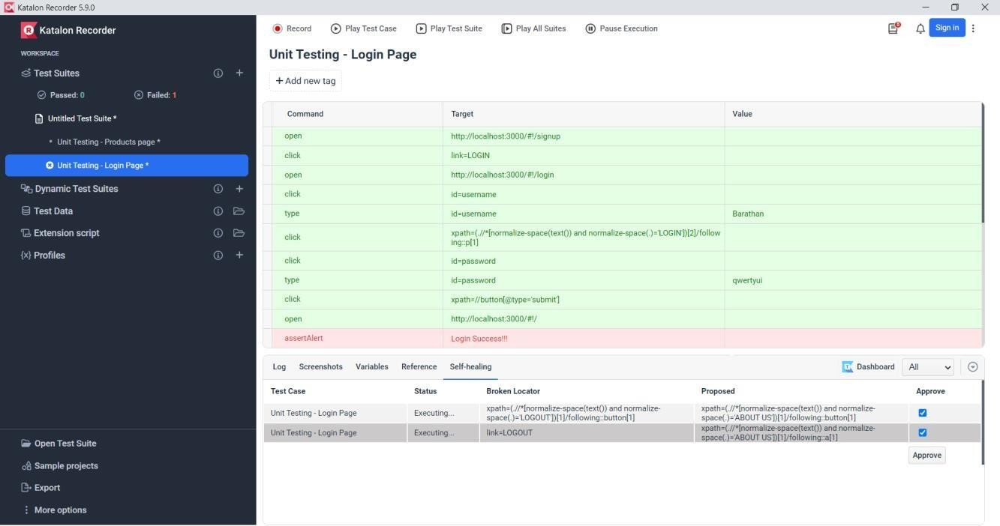 Katalon Recorder 5.9.0
Katalon Recorder
WORKSPACE
Test Suites
Passed: 0 Failed: 1
Untitled Test Suite *
Unit Testing - Products page *
Unit Testing - Login Page *
Dynamic Test Suites
Test Data
Extension script
{x} Profiles
Open Test Suite
Sample projects
Export
More options
Record Play Test Case Play Test Suite Play All Suites Pause Execution Sign in
Unit Testing - Login Page
+ Add new tag
Command Target Value
open http://localhost:3000/#!/signup
click link=LOGIN
open http://localhost:3000/#!/login
click id=username
type id=username Barathan
click xpath=(.//*[normalize-space(text()) and normalize-space(.)='LOGIN'])[2]/follow
ing::p[1]
click id=password
type id=password qwertyui
click xpath=//button[@type='submit']
open http://localhost:3000/#!/
assertAlert Login Success!!!
Log Screenshots Variables Reference Self-healing Dashboard All
Test Case Status Broken Locator Proposed Approve
Unit Testing - Login Page Executing... xpath=(.//*[normalize-space(text()) and normalize- xpath=(.//*[normalize-space(text()) and normalize-
space(.)='LOGOUT'])[1]/following::button[1] space(.)='ABOUT US'])[1]/following::button[1]
Unit Testing - Login Page Executing... link=LOGOUT xpath=(.//*[normalize-space(text()) and normalize-
space(.)='ABOUT US'])[1]/following::a[1]
Approve